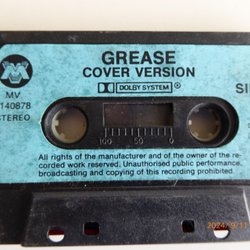 GREASE
COVER VERSION
MV
140878
STEREO
DOLBY SYSTEM
SI
100 50 0
All rights of the manufacturer and of the owner of the re-
corded work reserved. Unauthorised public performance,
broadcasting and copying of this recording prohibited.